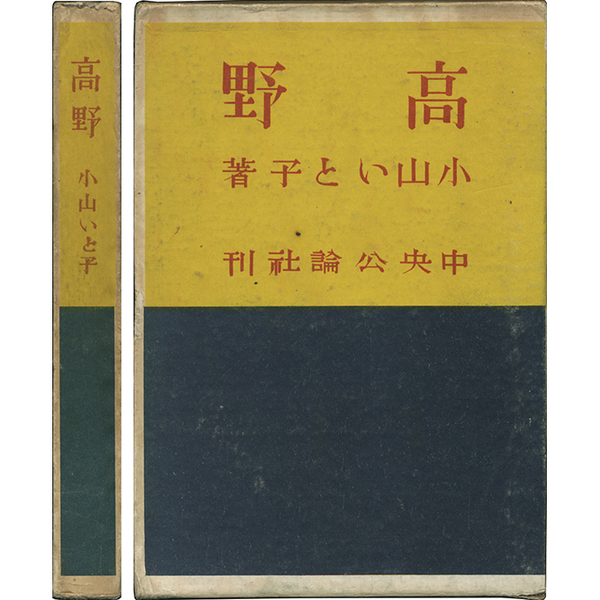 高野
小山いと子
高野
小山いと子著
中央公論社刊